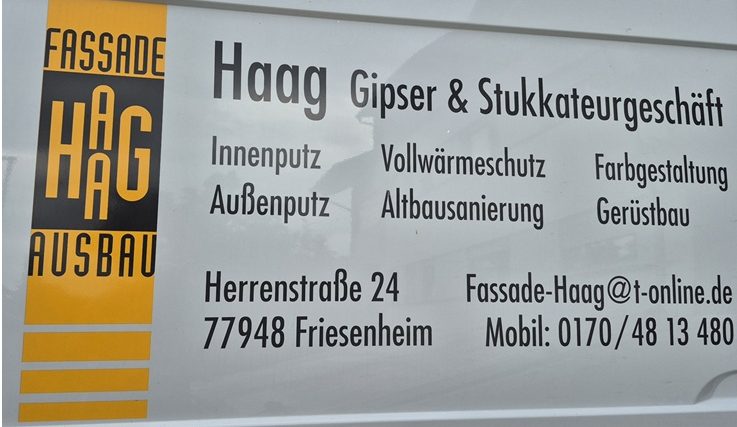 FASSADE
HAAG
AUSBAU
Haag Gipser & Stukkateurgeschäft
Innenputz Vollwärmeschutz Farbgestaltung
Außenputz Altbausanierung Gerüstbau
Herrenstraße 24 Fassade-Haag@t-online.de
77948 Friesenheim Mobil: 0170/48 13 480